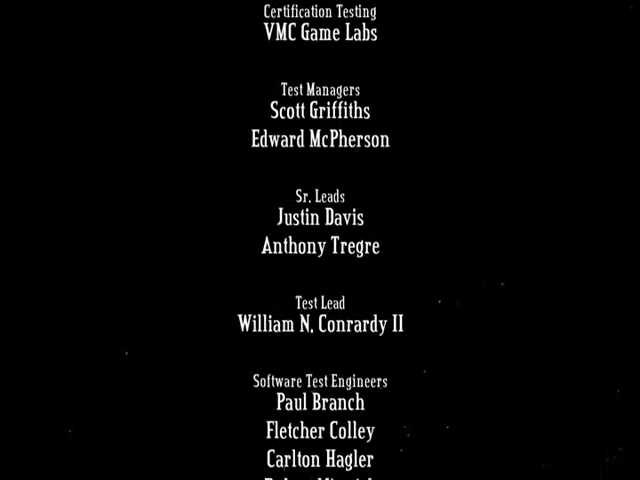 Certification Testing
VMC Game Labs
Test Managers
Scott Griffiths
Edward McPherson
Sr. Leads
Justin Davis
Anthony Tregre
Test Lead
William N. Conrardy II
Software Test Engineers
Paul Branch
Fletcher Colley
Carlton Hagler